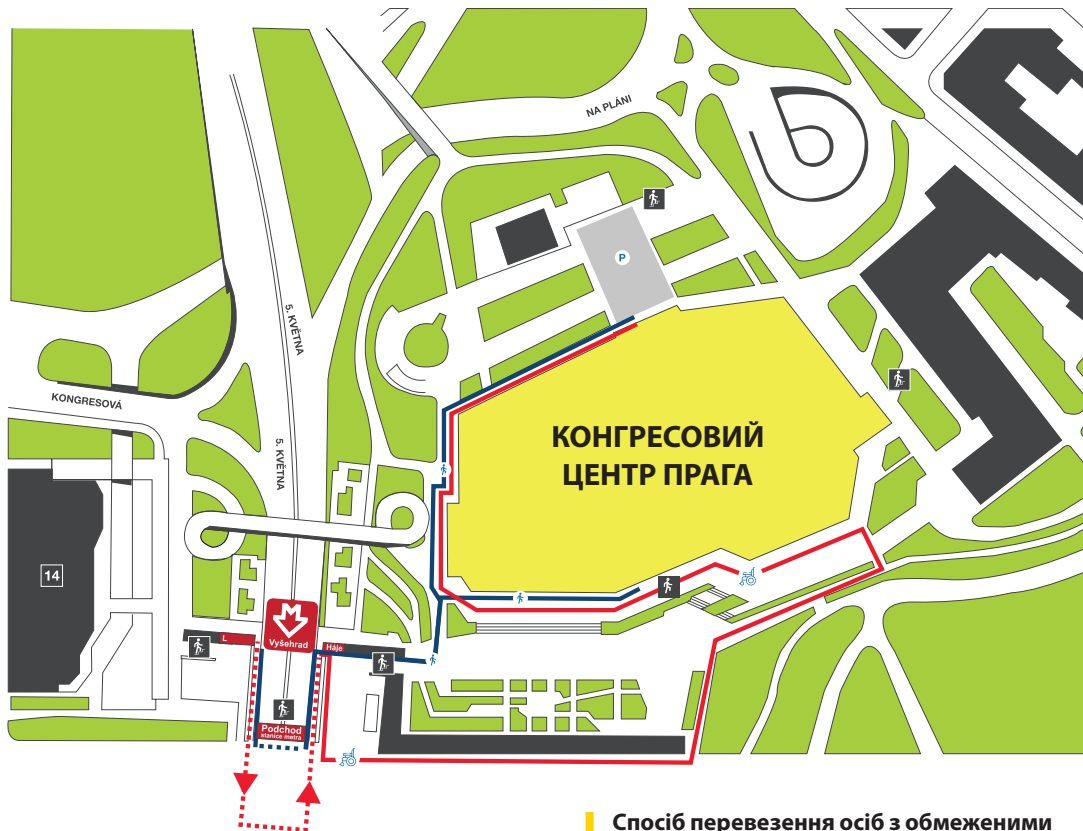 NA PLÁNI
P
5. KVĚTNA
KONGRESOVÁ
5. KVĚTNA
КОНГРЕСОВИЙ
ЦЕНТР ПРАГА
14
M
Vyšehrad
L
Háje
Podchod
stanice metra
Спосіб перевезення осіб з обмеженими